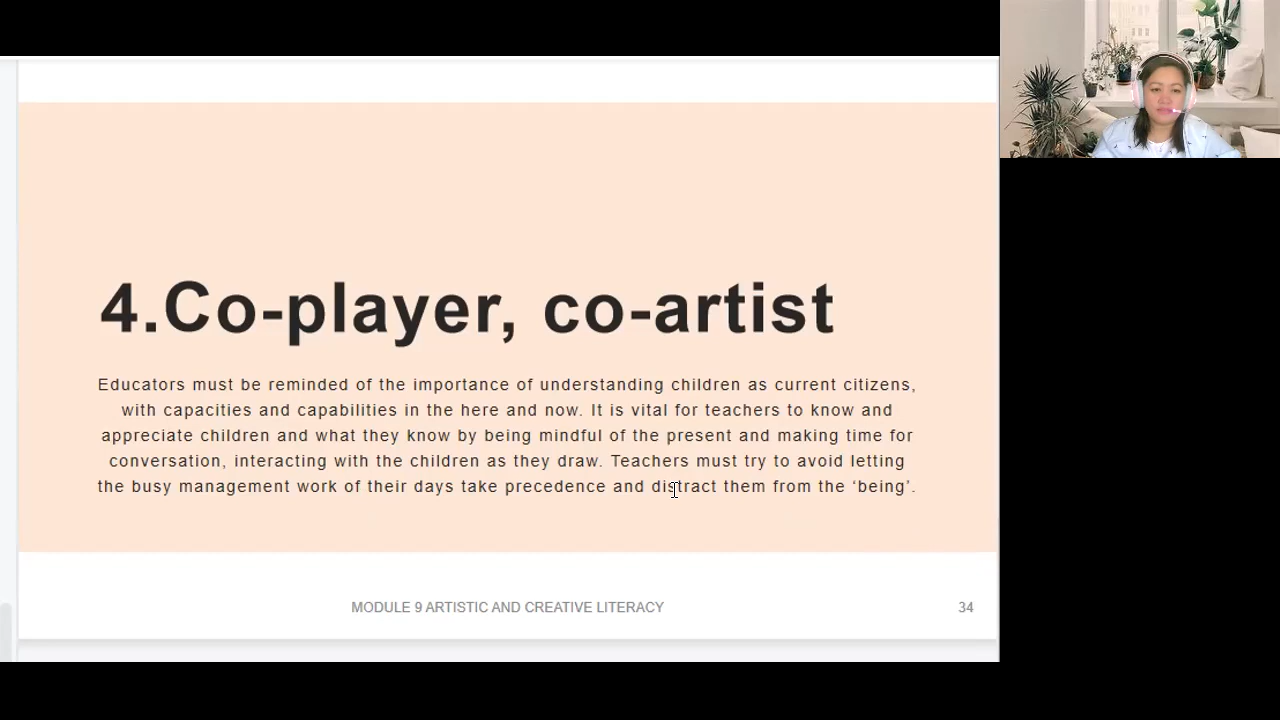 4.Co-player, co-artist
Educators must be reminded of the importance of understanding children as current citizens,
with capacities and capabilities in the here and now. It is vital for teachers to know and
appreciate children and what they know by being mindful of the present and making time for
conversation, interacting with the children as they draw. Teachers must try to avoid letting
the busy management work of their days take precedence and distract them from the ‘being’.
MODULE 9 ARTISTIC AND CREATIVE LITERACY
34